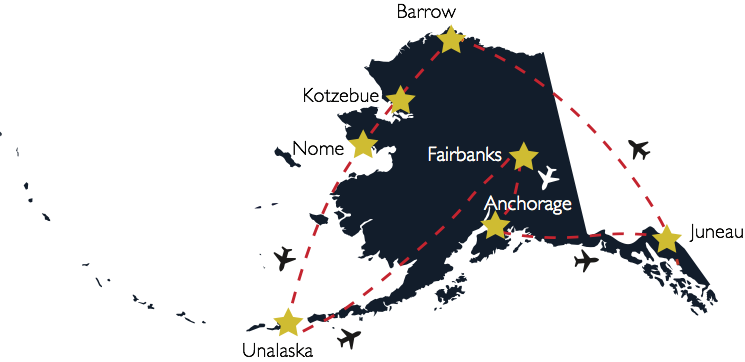 Barrow
Kotzebue
Nome
Fairbanks
Anchorage
Juneau
Unalaska